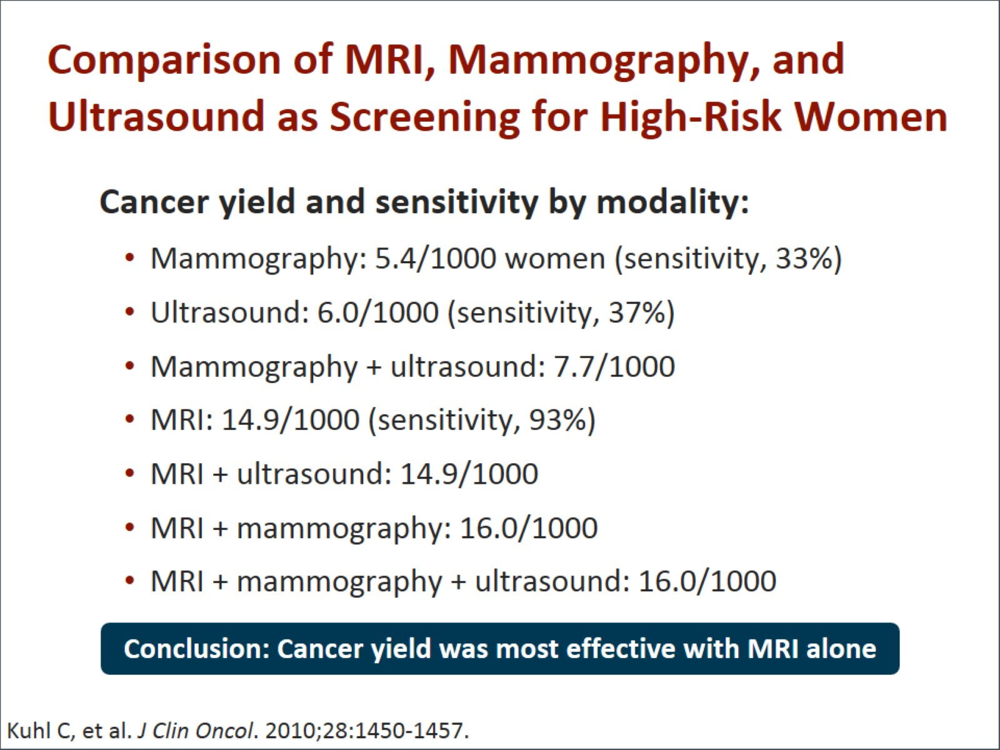 Comparison of MRI, Mammography, and
Ultrasound as Screening for High-Risk Women
Cancer yield and sensitivity by modality:
• Mammography: 5.4/1000 women (sensitivity, 33%)
• Ultrasound: 6.0/1000 (sensitivity, 37%)
• Mammography + ultrasound: 7.7/1000
• MRI: 14.9/1000 (sensitivity, 93%)
• MRI + ultrasound: 14.9/1000
• MRI + mammography: 16.0/1000
• MRI + mammography + ultrasound: 16.0/1000
Conclusion: Cancer yield was most effective with MRI alone
Kuhl C, et al. J Clin Oncol. 2010;28:1450-1457.